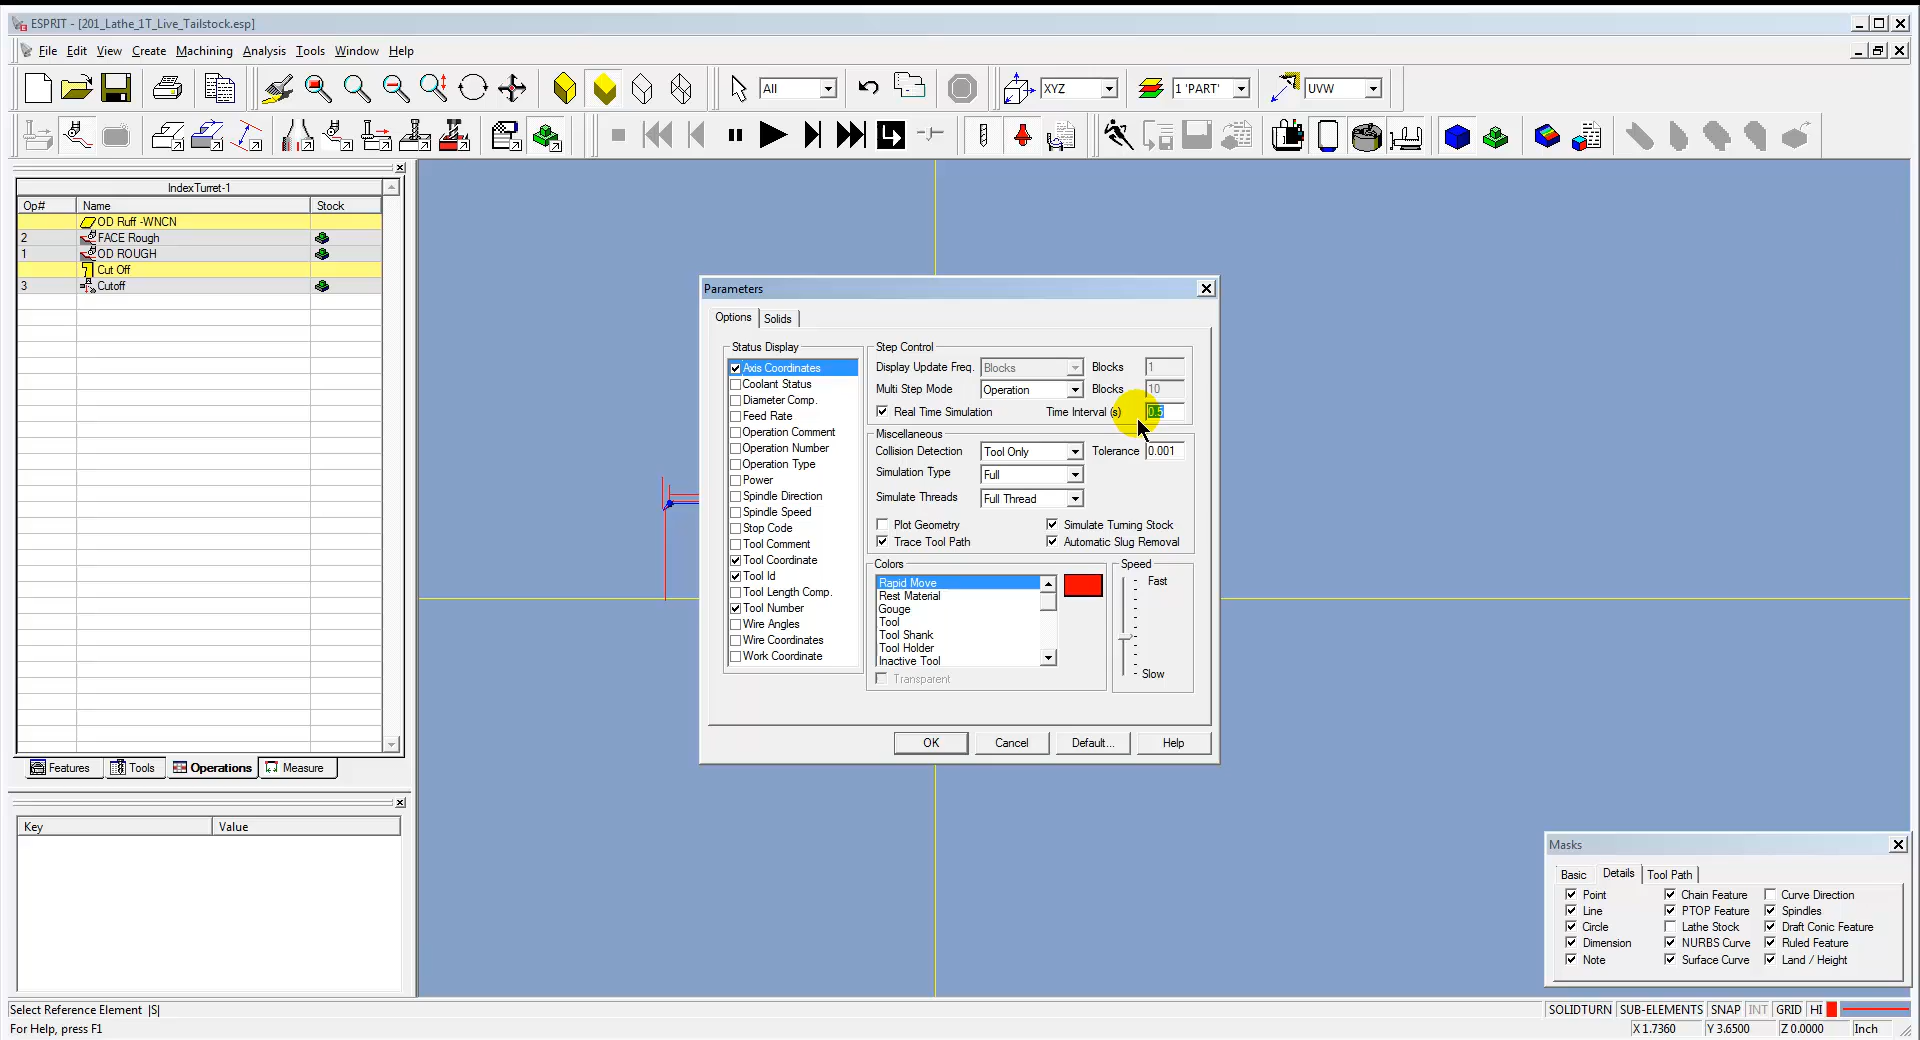 ESPRIT - [201_Lathe_1T_Live_Tailstock.esp]
File Edit View Create Machining Analysis Tools Window Help
All XYZ 1 'PART' UVW
IndexTurret-1
Op# Name Stock
OD Ruff -WNCN
2 FACE Rough
1 OD ROUGH
Cut Off
3 Cutoff
Features Tools Operations Measure
Key Value
Parameters
Options Solids
Status Display
Axis Coordinates
Coolant Status
Diameter Comp.
Feed Rate
Operation Comment
Operation Number
Operation Type
Power
Spindle Direction
Spindle Speed
Stop Code
Tool Comment
Tool Coordinate
Tool Id
Tool Length Comp.
Tool Number
Wire Angles
Wire Coordinates
Work Coordinate
Step Control
Display Update Freq. Blocks Blocks 1
Multi Step Mode Operation Blocks 10
Real Time Simulation Time Interval (s) 0.5
Miscellaneous
Collision Detection Tool Only Tolerance 0.001
Simulation Type Full
Simulate Threads Full Thread
Plot Geometry Simulate Turning Stock
Trace Tool Path Automatic Slug Removal
Colors
Rapid Move
Rest Material
Gouge
Tool
Tool Shank
Tool Holder
Inactive Tool
Transparent
Speed
Fast
Slow
OK Cancel Default... Help
Masks
Basic Details Tool Path
Point Chain Feature Curve Direction
Line PTOP Feature Spindles
Circle Lathe Stock Draft Conic Feature
Dimension NURBS Curve Ruled Feature
Note Surface Curve Land / Height
Select Reference Element |S| SOLIDTURN SUB-ELEMENTS SNAP INT GRID HI
For Help, press F1 X 1.7360 Y 3.6500 Z 0.0000 Inch